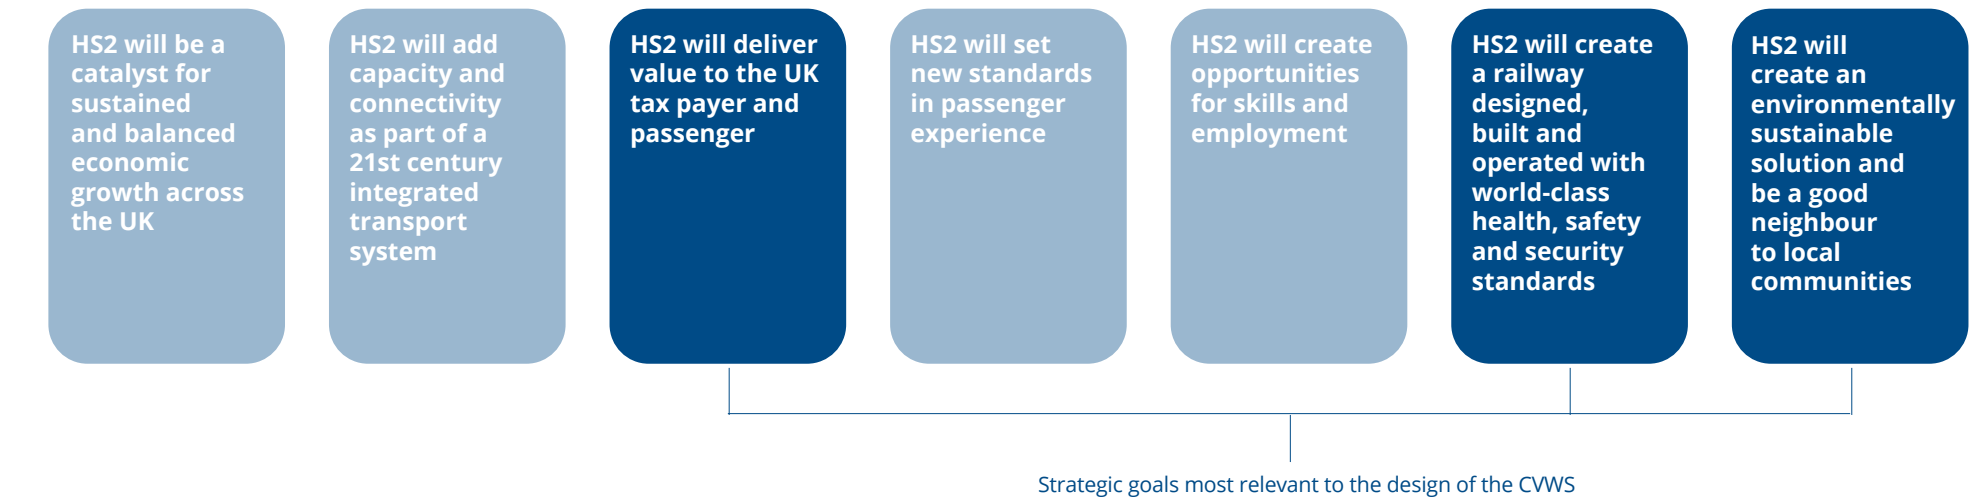 HS2 will be a
catalyst for
sustained
and balanced
economic
growth across
the UK
HS2 will add
capacity and
connectivity
as part of a
21st century
integrated
transport
system
HS2 will deliver
value to the UK
tax payer and
passenger
HS2 will set
new standards
in passenger
experience
HS2 will create
opportunities
for skills and
employment
HS2 will create
a railway
designed,
built and
operated with
world-class
health, safety
and security
standards
HS2 will
create an
environmentally
sustainable
solution and
be a good
neighbour
to local
communities
Strategic goals most relevant to the design of the CVWS